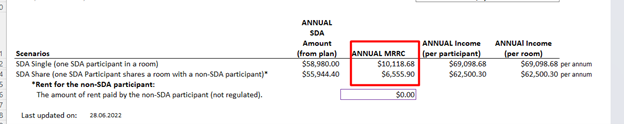 ANNUAL
SDA
Amount ANNUAL Income ANNUAl Income
Scenarios (from plan) ANNUAL MRRC (per participant) (per room)
SDA Single (one SDA participant in a room) $58,980.00 $10,118.68 $69,098.68 $69,098.68 per annum
SDA Share (one SDA Participant shares a room with a non-SDA participant)* $55,944.40 $6,555.90 $62,500.30 $62,500.30 per annum
*Rent for the non-SDA participant:
The amount of rent paid by the non-SDA participant (not regulated). $0.00
Last updated on: 28.06.2022